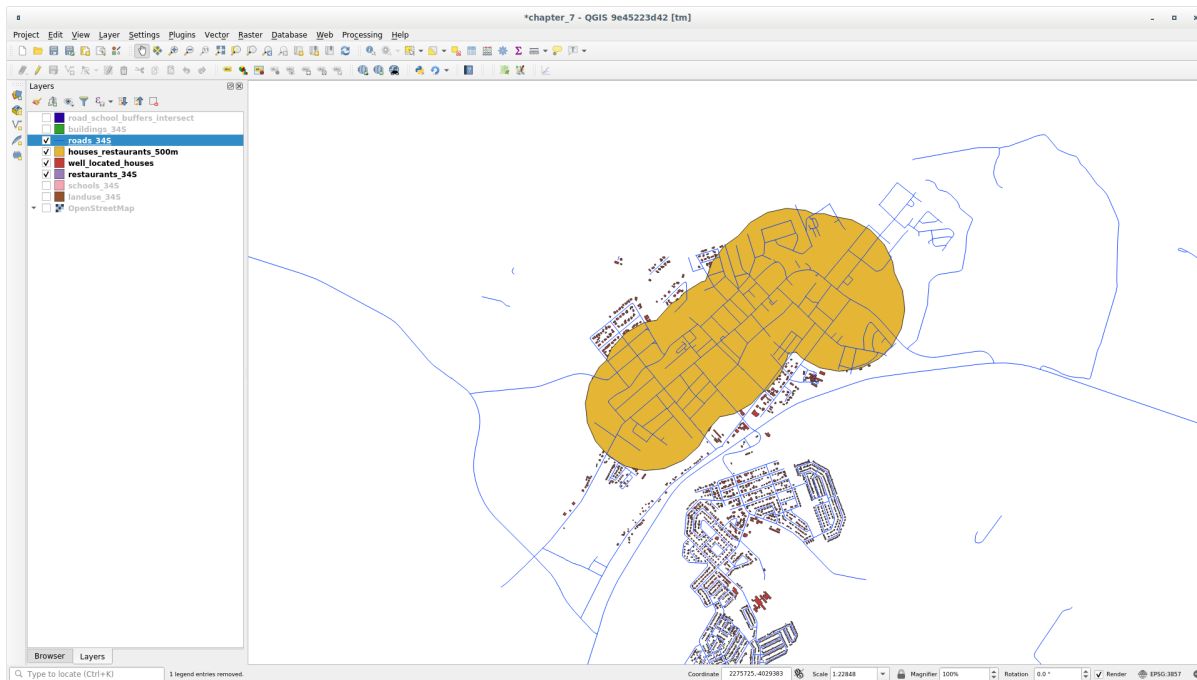 *chapter_7 - QGIS 9e45223d42 [tm]
Project Edit View Layer Settings Plugins Vector Raster Database Web Processing Help
Layers
road_school_buffers_intersect
buildings_34S
roads_34S
houses_restaurants_500m
well_located_houses
restaurants_34S
schools_34S
landuse_34S
OpenStreetMap
Browser Layers
Type to locate (Ctrl+K) 1 legend entries removed. Coordinate 2275725,-4029383 Scale 1:22848 Magnifier 100% Rotation 0.0 ° Render EPSG:3857